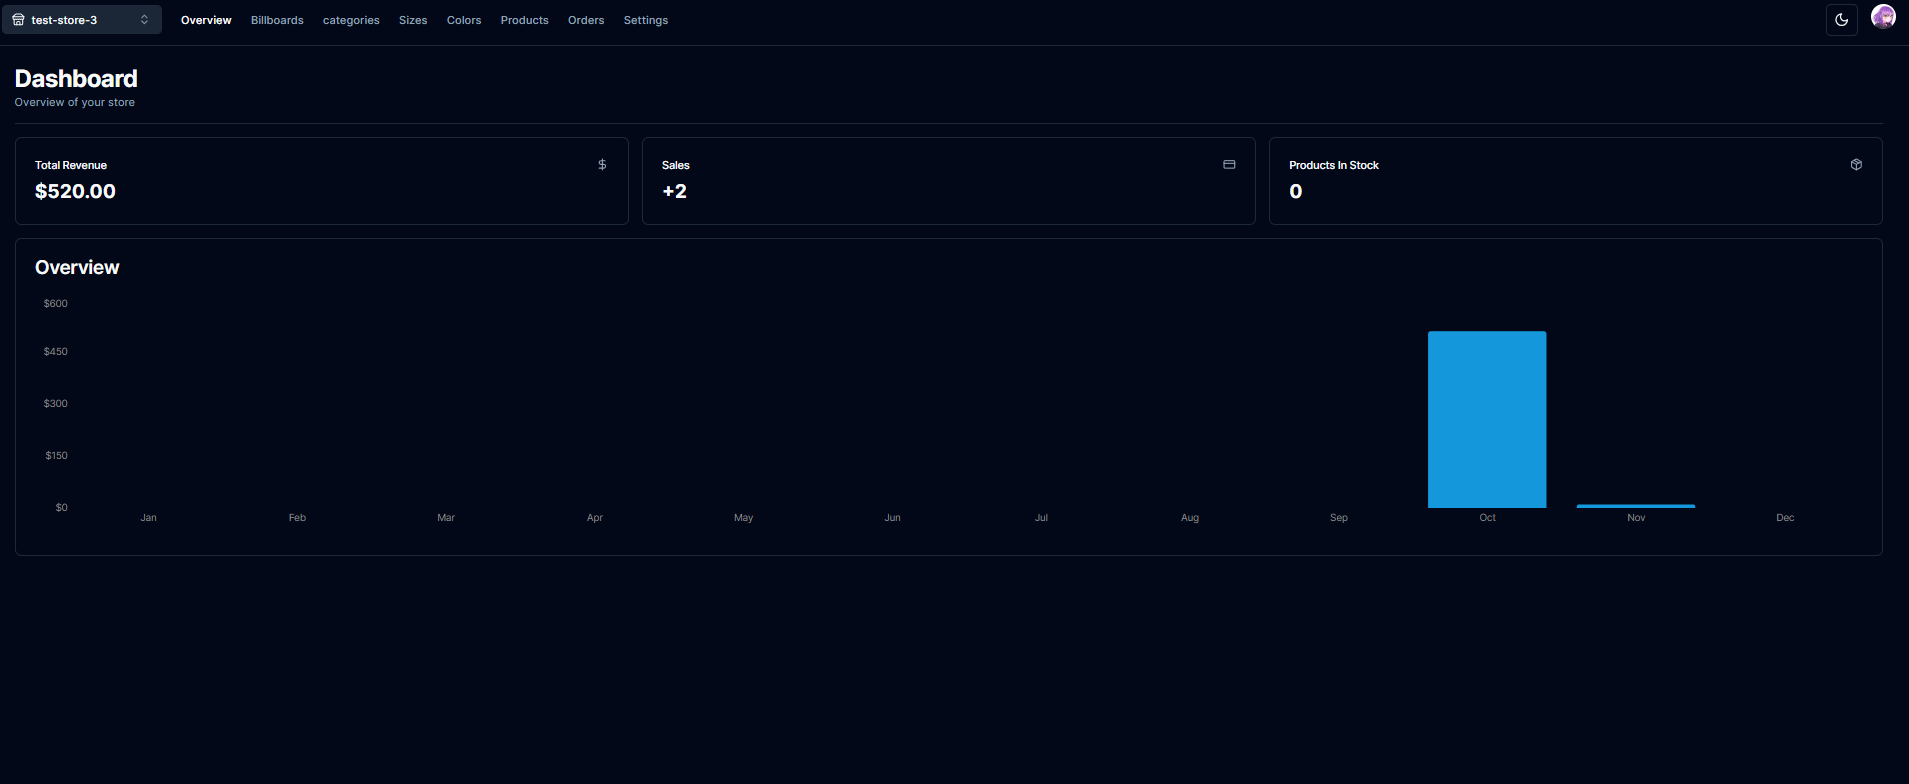 test-store-3 Overview Billboards categories Sizes Colors Products Orders Settings
Dashboard
Overview of your store
Total Revenue
$520.00
Sales
+2
Products In Stock
0
Overview
$600
$450
$300
$150
$0
Jan Feb Mar Apr May Jun Jul Aug Sep Oct Nov Dec